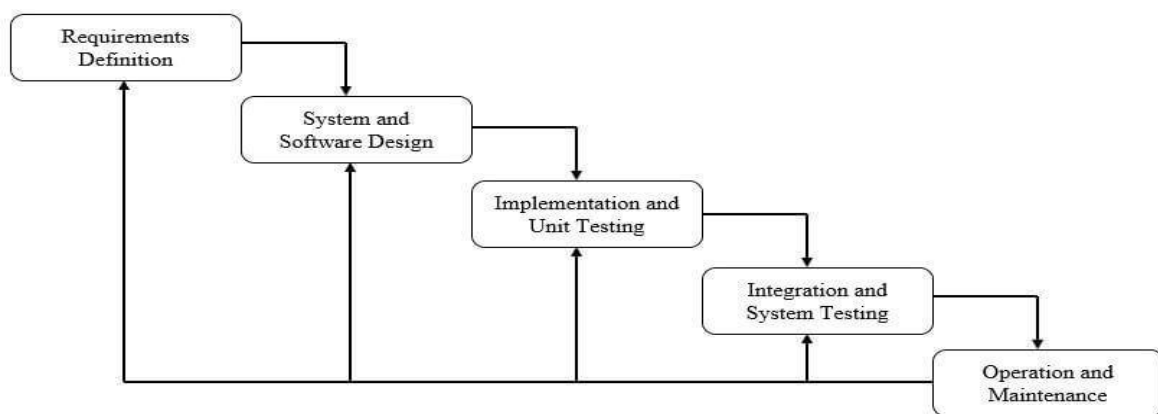 Requirements
Definition
System and
Software Design
Implementation and
Unit Testing
Integration and
System Testing
Operation and
Maintenance